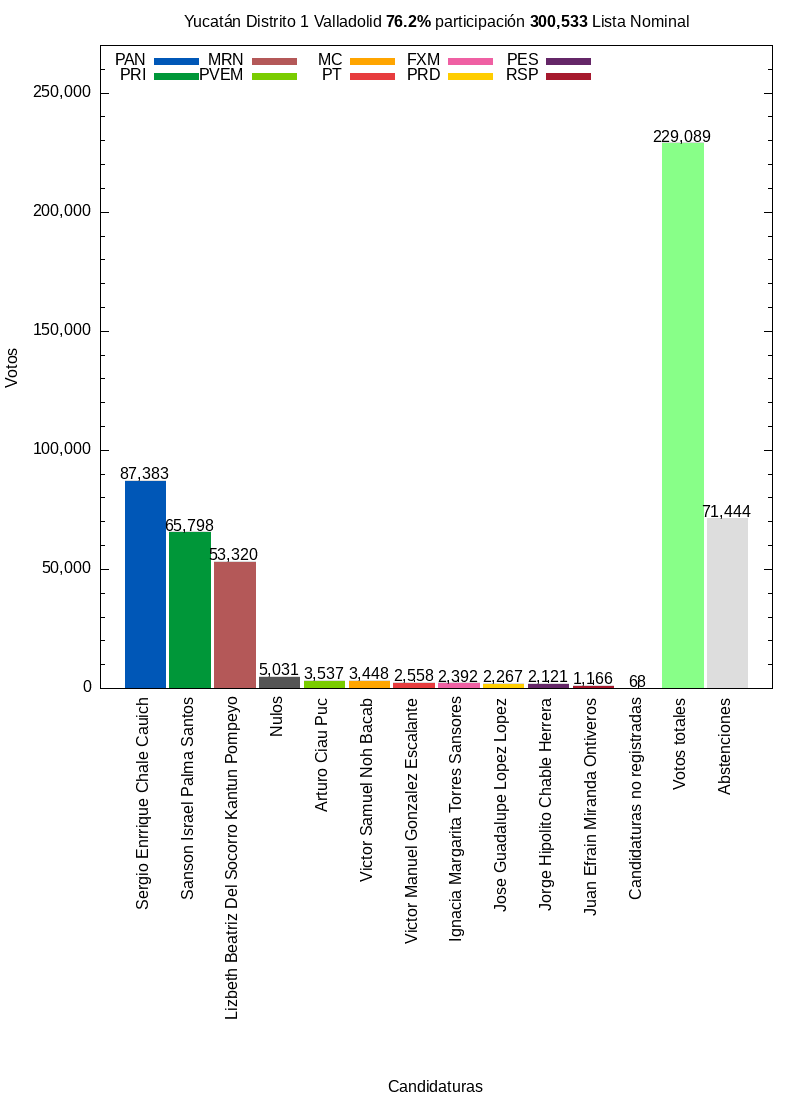 Yucatán Distrito 1 Valladolid 76.2% participación 300,533 Lista Nominal
PAN MRN MC FXM PES
PRI PVEM PT PRD RSP
250,000
200,000
150,000
100,000
50,000
0
Votos
87,383
65,798
53,320
5,031
3,537
3,448
2,558
2,392
2,267
2,121
1,166
68
229,089
71,444
Sergio Enrrique Chale Cauich
Sanson Israel Palma Santos
Lizbeth Beatriz Del Socorro Kantun Pompeyo
Nulos
Arturo Ciau Puc
Victor Samuel Noh Bacab
Victor Manuel Gonzalez Escalante
Ignacia Margarita Torres Sansores
Jose Guadalupe Lopez Lopez
Jorge Hipolito Chable Herrera
Juan Efrain Miranda Ontiveros
Candidaturas no registradas
Votos totales
Abstenciones
Candidaturas